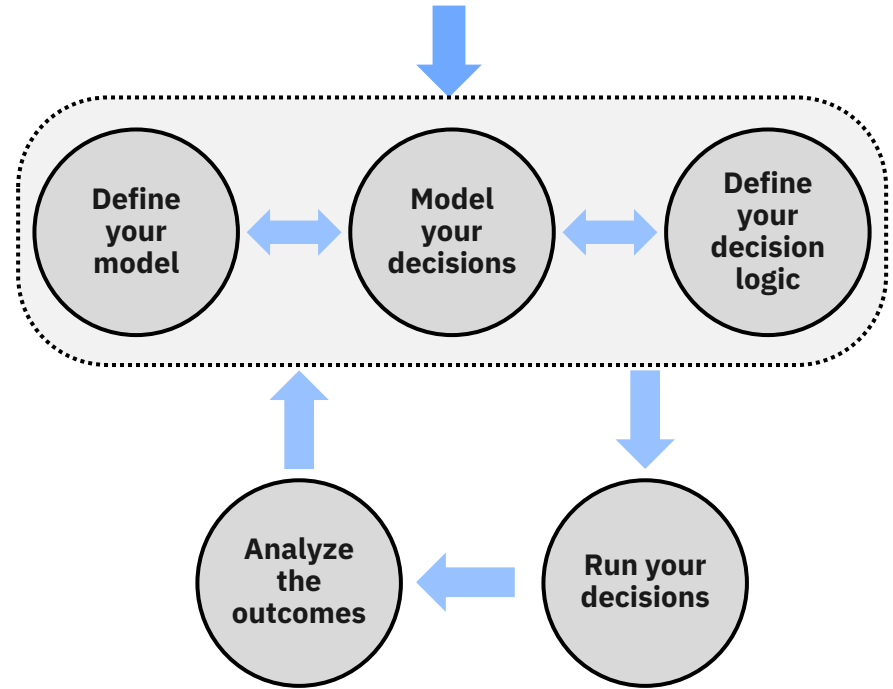 Define
your
model
Model
your
decisions
Define
your
decision
logic
Analyze
the
outcomes
Run your
decisions